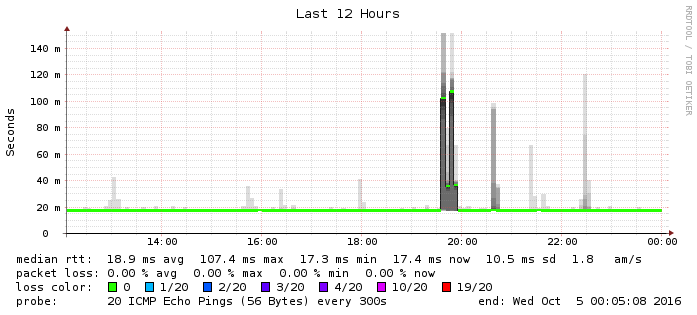 Last 12 Hours
RRDTOOL / TOBI OETIKER
Seconds
140 m
120 m
100 m
80 m
60 m
40 m
20 m
0
14:00 16:00 18:00 20:00 22:00 00:00
median rtt: 18.9 ms avg 107.4 ms max 17.3 ms min 17.4 ms now 10.5 ms sd 1.8 am/s
packet loss: 0.00 % avg 0.00 % max 0.00 % min 0.00 % now
loss color: 0 1/20 2/20 3/20 4/20 10/20 19/20
probe: 20 ICMP Echo Pings (56 Bytes) every 300s end: Wed Oct 5 00:05:08 2016